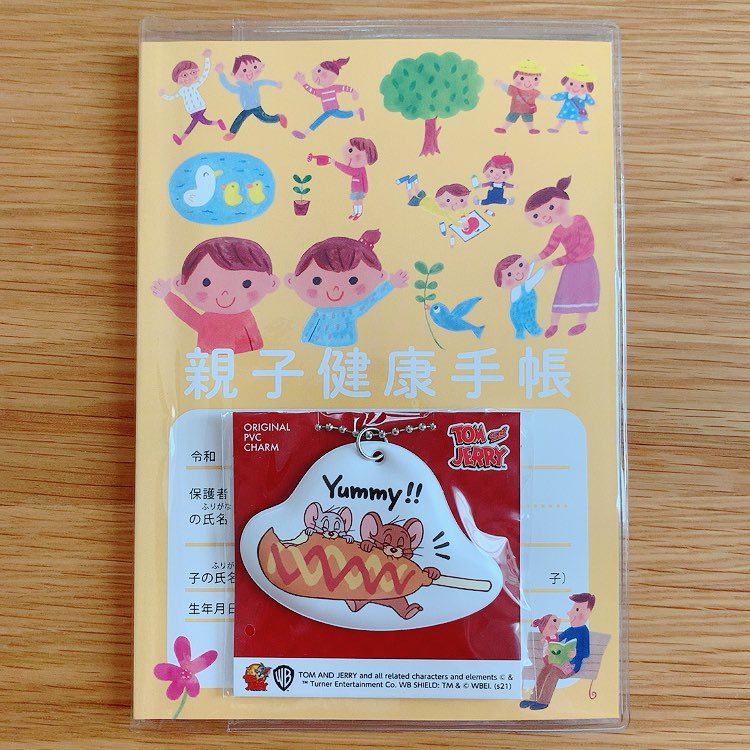 親子健康手帳
令和
保護者
ふりがな
の氏名
ふりが
子の氏名
子)
生年月日
ORIGINAL
PVC
CHARM
TOM and
JERRY
Yummy!!
WB
TOM AND JERRY and all related characters and elements © &
™ Turner Entertainment Co. WB SHIELD: TM & © WBEI. (s21)